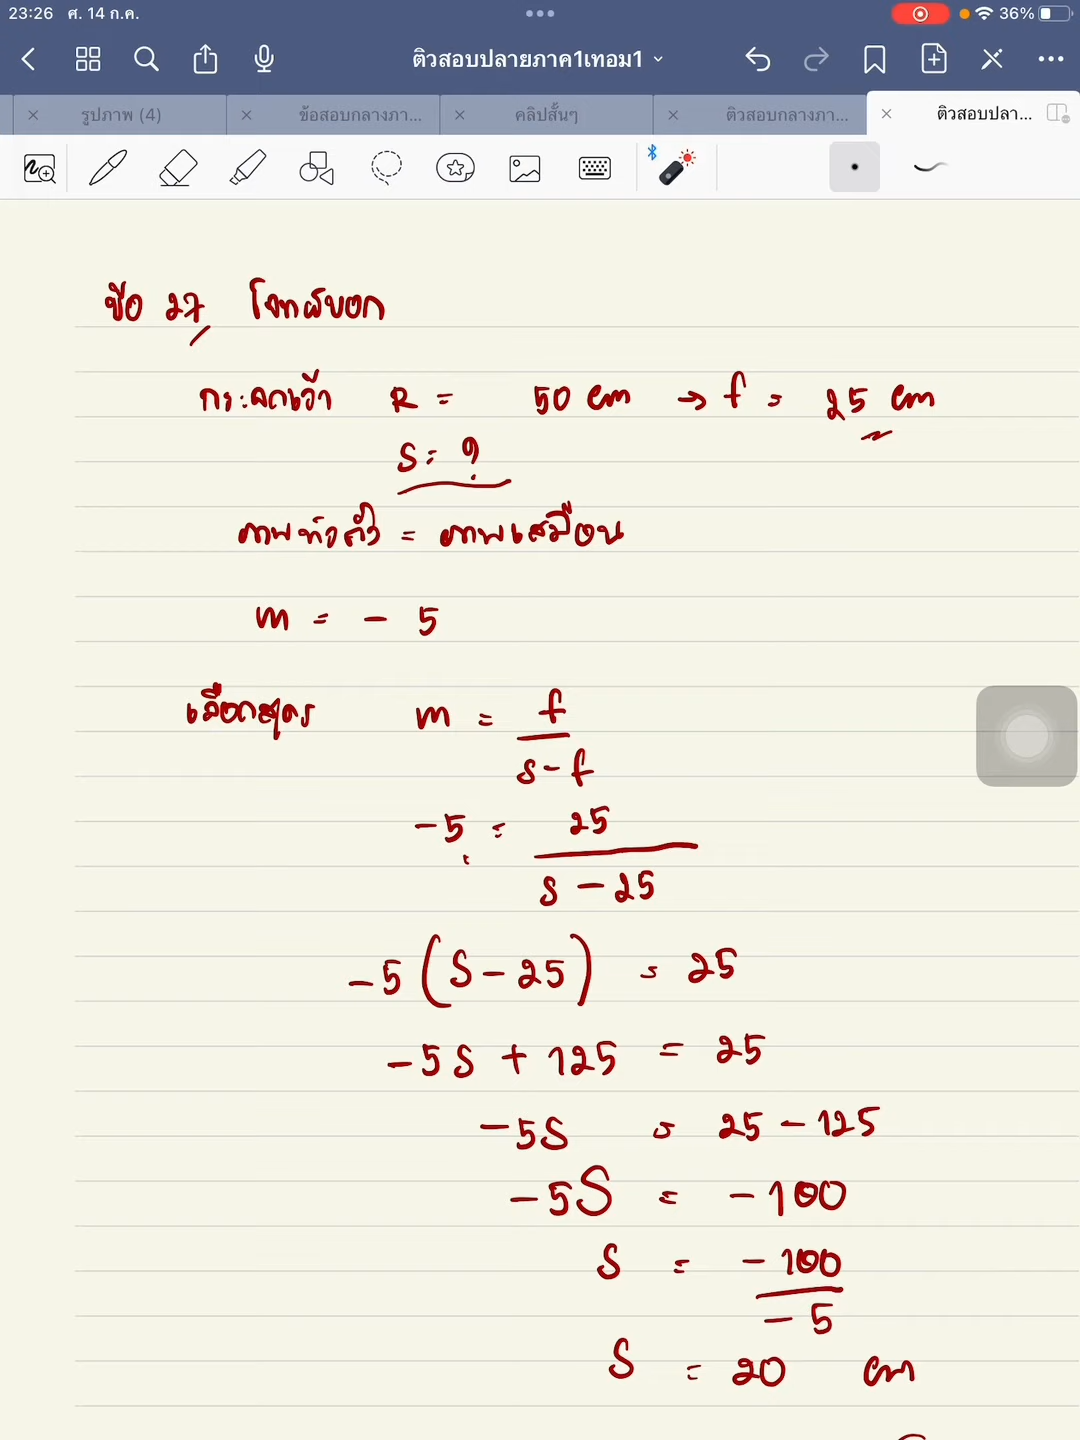 23:26 ศ. 14 ก.ค.
36%
ติวสอบปลายภาค1เทอม1
รูปภาพ (4)
ข้อสอบกลางภา...
คลิปสั้นๆ
ติวสอบกลางภา...
ติวสอบปลา...
ข้อ 27 โจทย์บอก
กระจกเว้า R = 50 cm → f = 25 cm
S = ?
ภาพหัวตั้ง = ภาพเสมือน
m = - 5
เลือกสูตร m = f
s - f
-5 = 25
s - 25
-5 (S - 25) = 25
-5S + 125 = 25
-5S = 25 - 125
-5S = -100
S = -100
-5
S = 20 cm